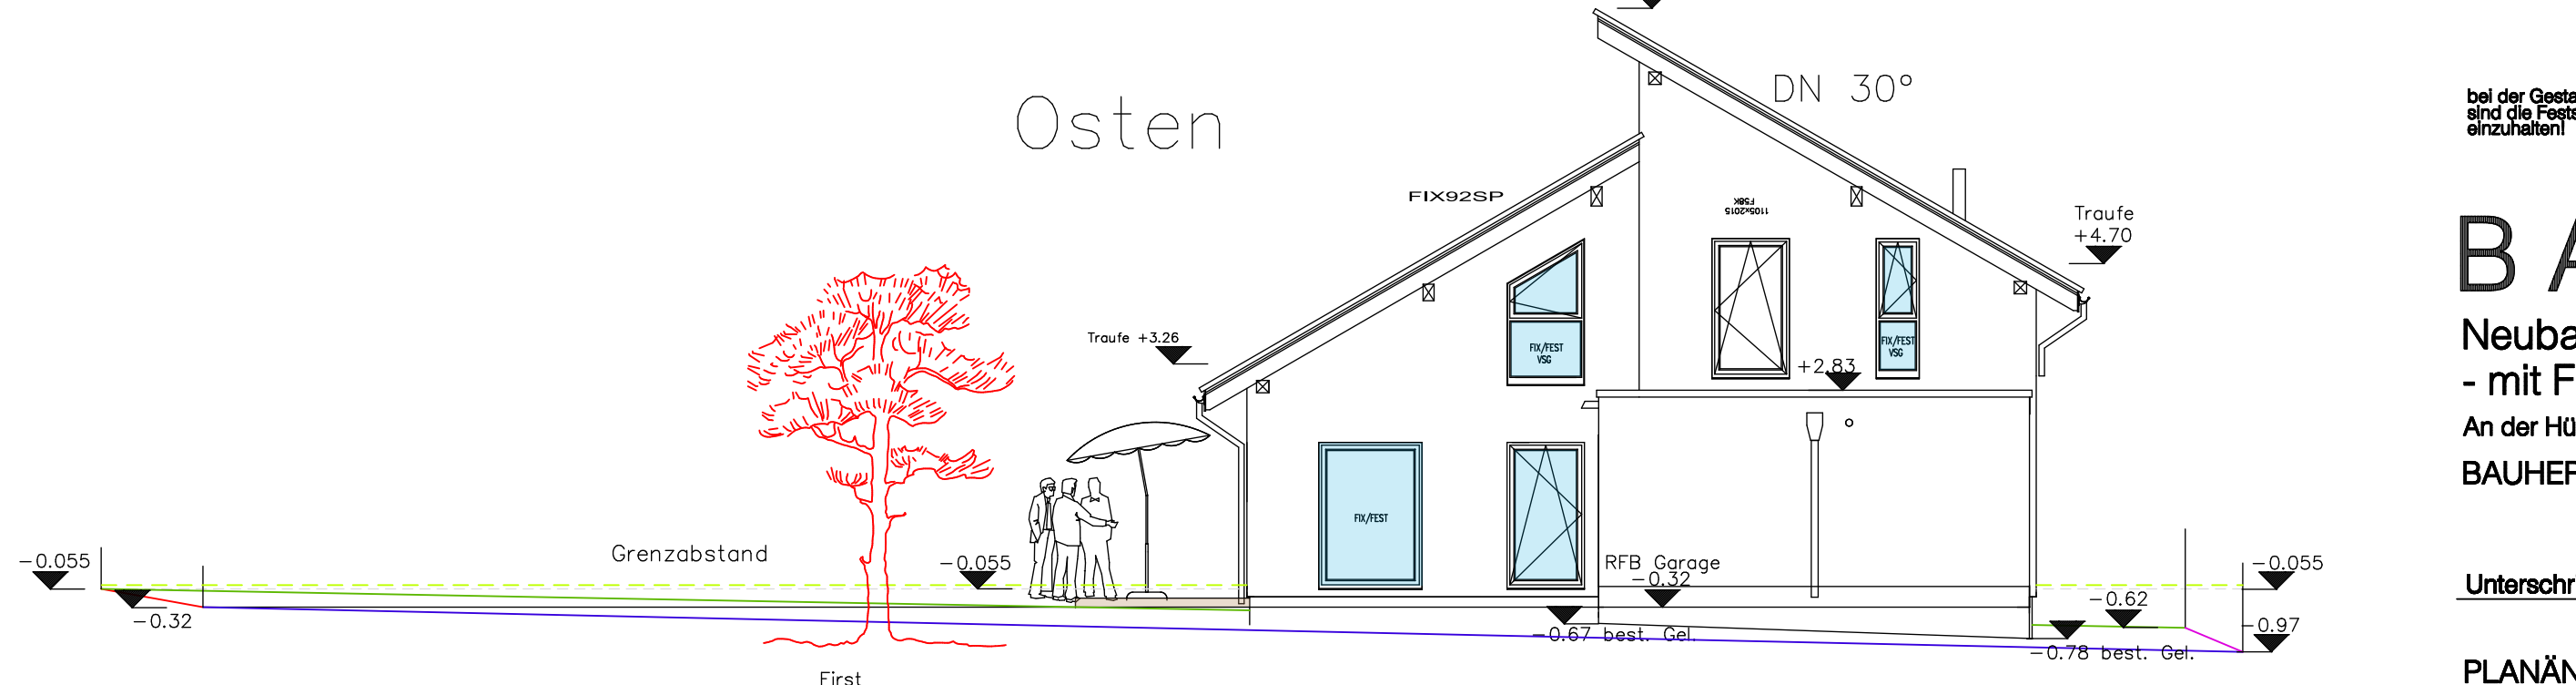 Osten
DN 30°
FIX92SP
1105x2015
F58K
Traufe
+4.70
Traufe +3.26
FIX/FEST
VSG
FIX/FEST
VSG
+2.83
FIX/FEST
Grenzabstand
-0.055
-0.055
RFB Garage
-0.32
-0.055
-0.32
-0.62
-0.67 best. Gel.
-0.97
-0.78 best. Gel.
First
bei der Gesta
sind die Fests
einzuhalten!
B A
Neuba
- mit F
An der Hü
BAUHER
Unterschr
PLANÄN